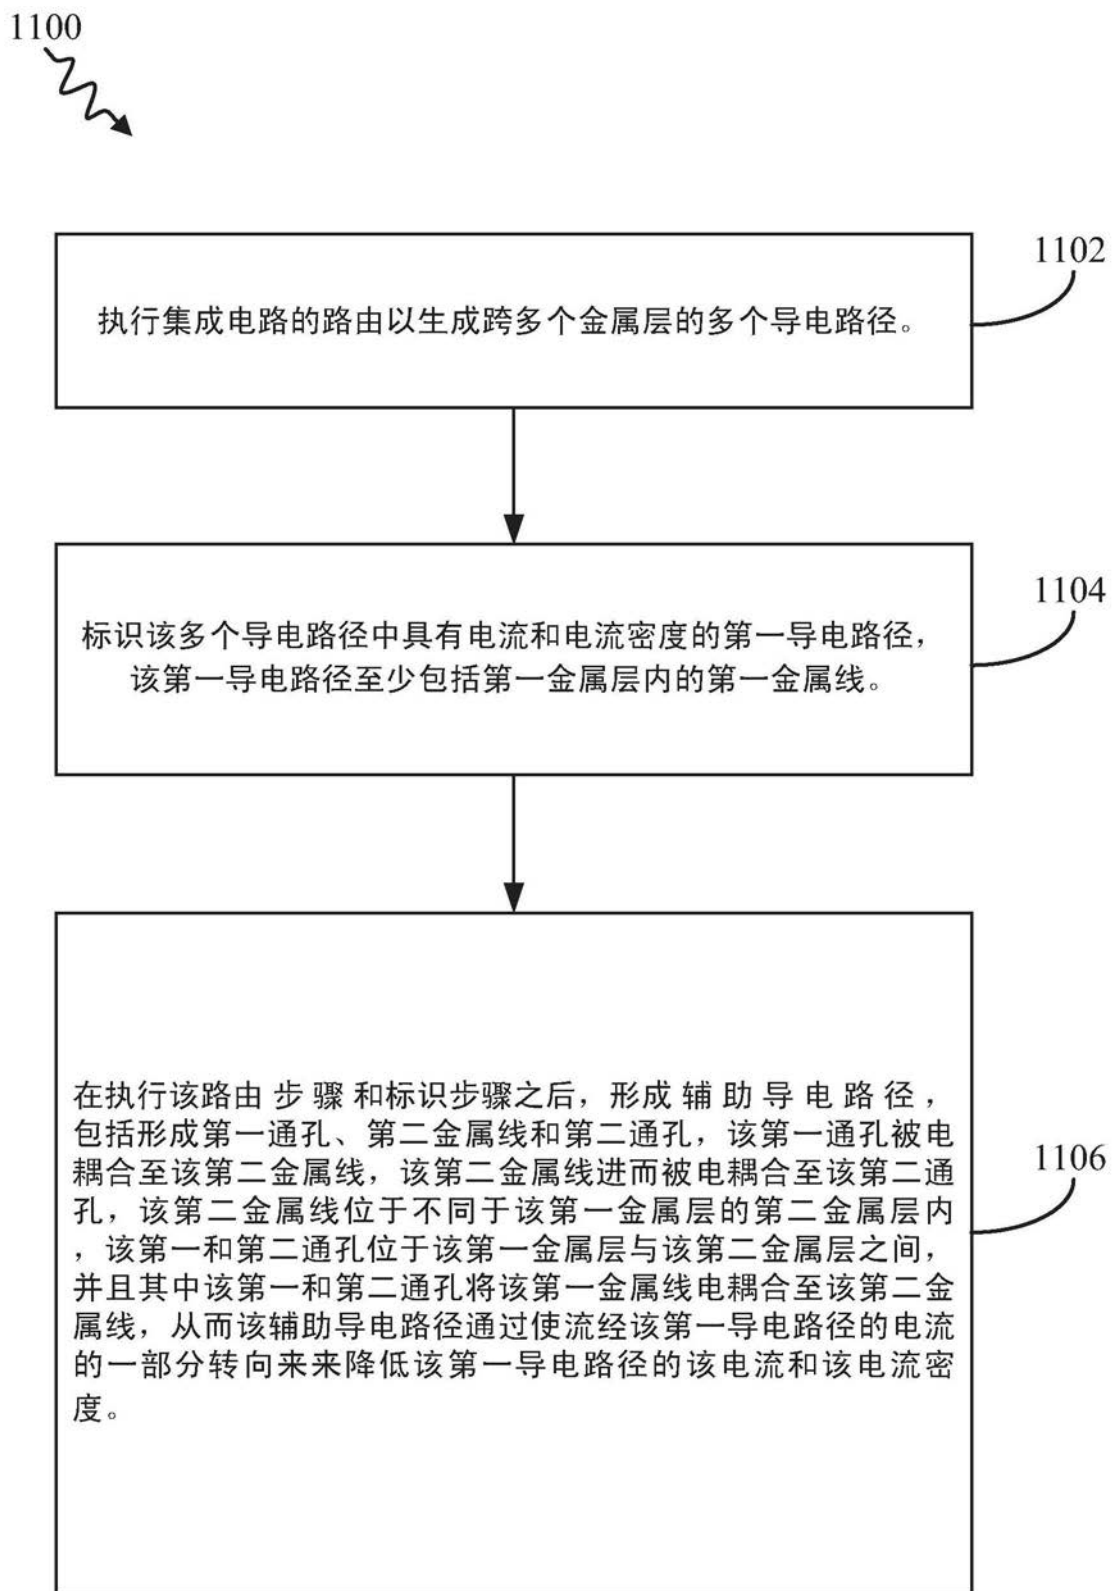 1100
1102
执行集成电路的路由以生成跨多个金属层的多个导电路径。
1104
标识该多个导电路径中具有电流和电流密度的第一导电路径，
该第一导电路径至少包括第一金属层内的第一金属线。
在执行该路由 步 骤 和标识步骤之后，形成 辅 助 导 电 路 径 ，
包括形成第一通孔、第二金属线和第二通孔，该第一通孔被电
耦合至该第二金属线，该第二金属线进而被电耦合至该第二通
1106
孔，该第二金属线位于不同于该第一金属层的第二金属层内
，该第一和第二通孔位于该第一金属层与该第二金属层之间，
并且其中该第一和第二通孔将该第一金属线电耦合至该第二金
属线，从而该辅助导电路径通过使流经该第一导电路径的电流
的一部分转向来来降低该第一导电路径的该电流和该电流密
度。